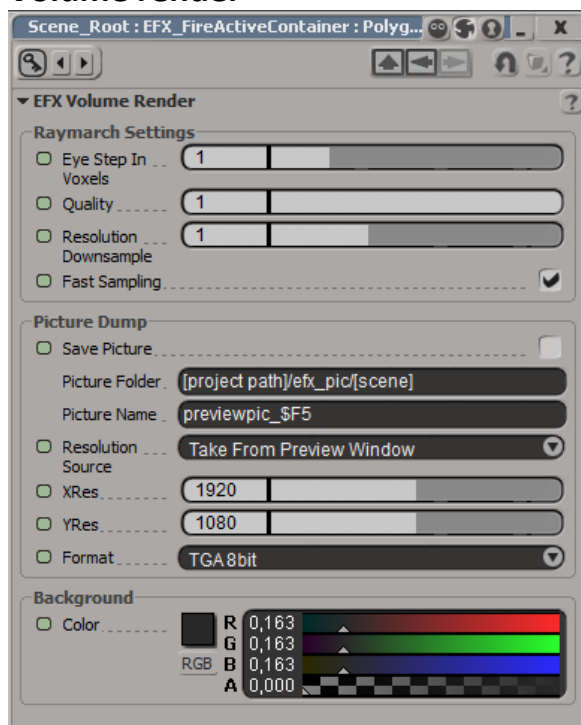 Scene_Root : EFX_FireActiveContainer : Polyg...
EFX Volume Render
Raymarch Settings
Eye Step In
Voxels
1
Quality
1
Resolution
Downsample
1
Fast Sampling
Picture Dump
Save Picture
Picture Folder
[project path]/efx_pic/[scene]
Picture Name
previewpic_$F5
Resolution
Source
Take From Preview Window
XRes
1920
YRes
1080
Format
TGA 8bit
Background
Color
R 0,163
G 0,163
RGB B 0,163
A 0,000